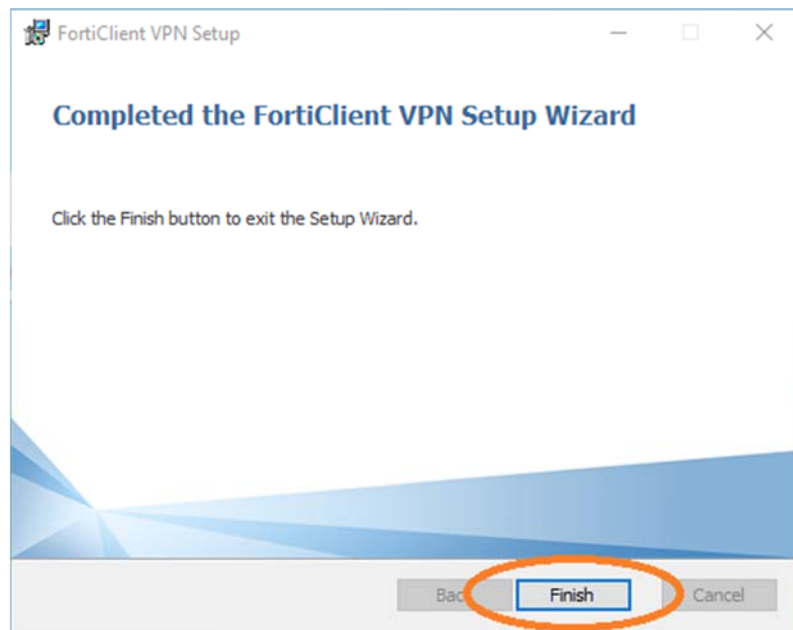 FortiClient VPN Setup
Completed the FortiClient VPN Setup Wizard
Click the Finish button to exit the Setup Wizard.
Finish
Cancel